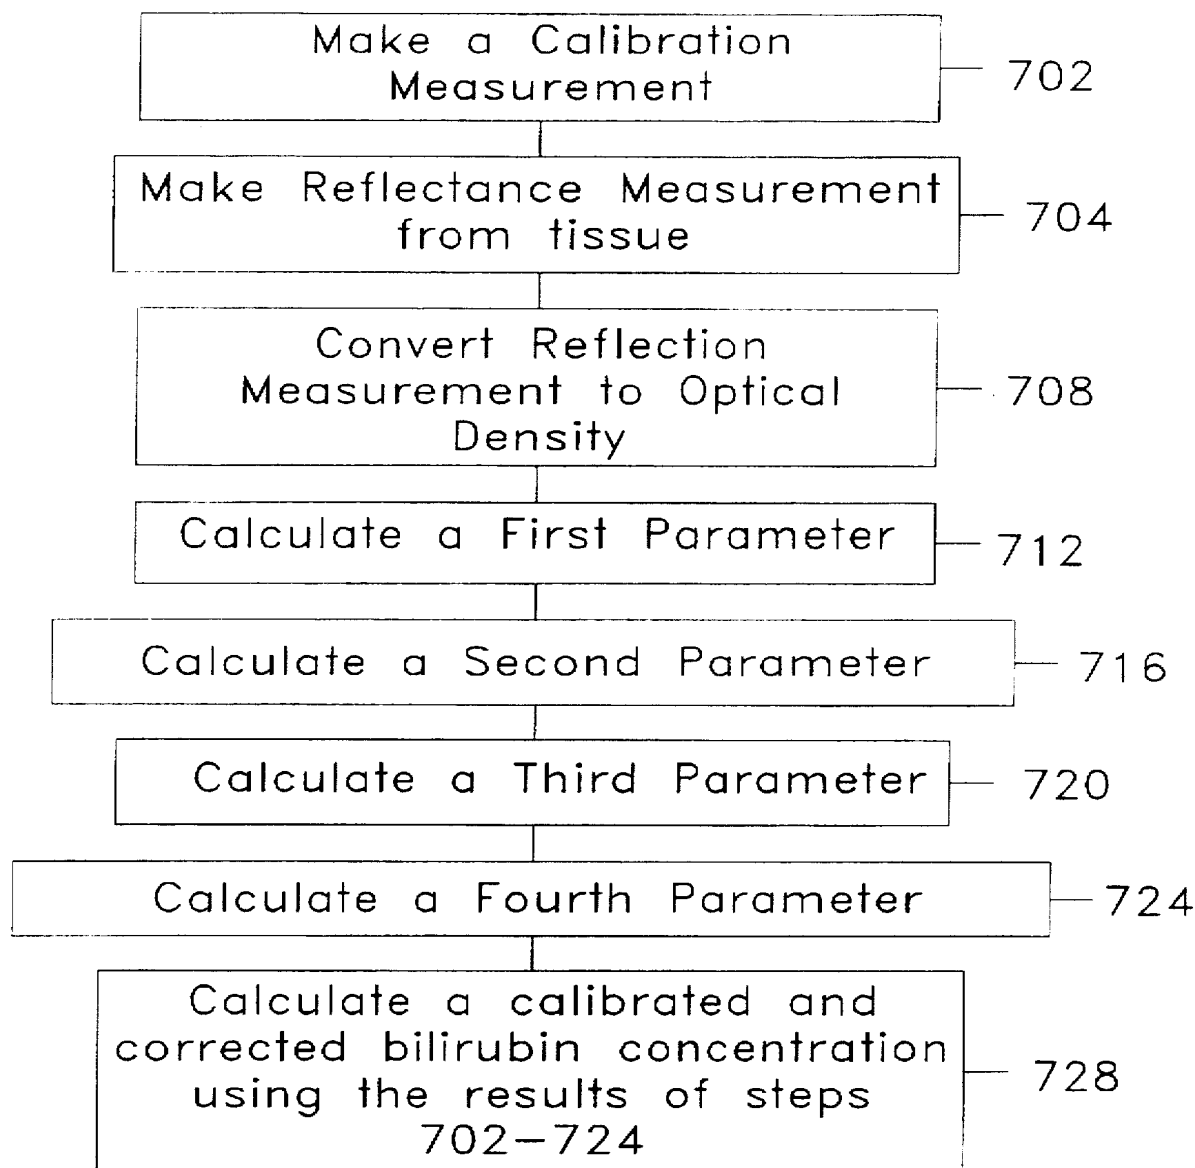 Make a Calibration
Measurement
702
Make Reflectance Measurement
from tissue
704
Convert Reflection
Measurement to Optical
Density
708
Calculate a First Parameter
712
Calculate a Second Parameter
716
Calculate a Third Parameter
720
Calculate a Fourth Parameter
724
Calculate a calibrated and
corrected bilirubin concentration
using the results of steps
702-724
728